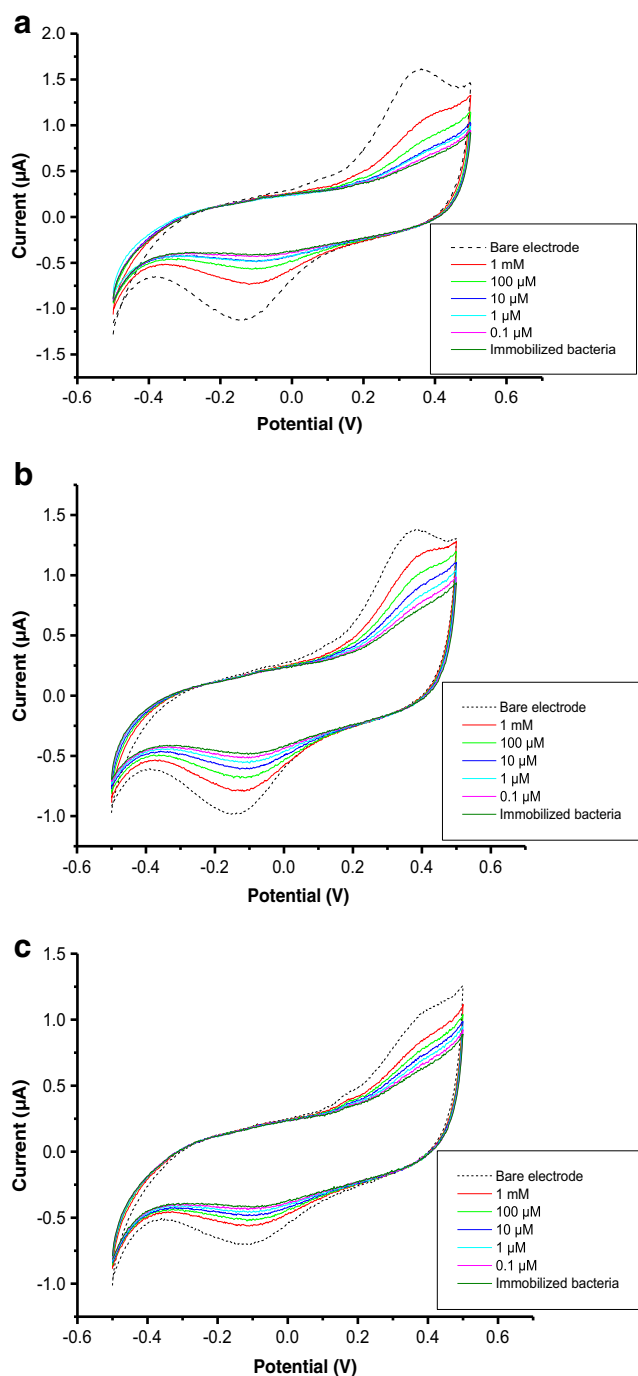 a
2.0
1.5
1.0
0.5
0.0
-0.5
-1.0
-1.5
Current (µA)
Bare electrode
1 mM
100 µM
10 µM
1 µM
0.1 µM
Immobilized bacteria
-0.6 -0.4 -0.2 0.0 0.2 0.4 0.6
Potential (V)
b
1.5
1.0
0.5
0.0
-0.5
-1.0
Current (µA)
Bare electrode
1 mM
100 µM
10 µM
1 µM
0.1 µM
Immobilized bacteria
-0.6 -0.4 -0.2 0.0 0.2 0.4 0.6
Potential (V)
c
1.5
1.0
0.5
0.0
-0.5
-1.0
Current (µA)
Bare electrode
1 mM
100 µM
10 µM
1 µM
0.1 µM
Immobilized bacteria
-0.6 -0.4 -0.2 0.0 0.2 0.4 0.6
Potential (V)